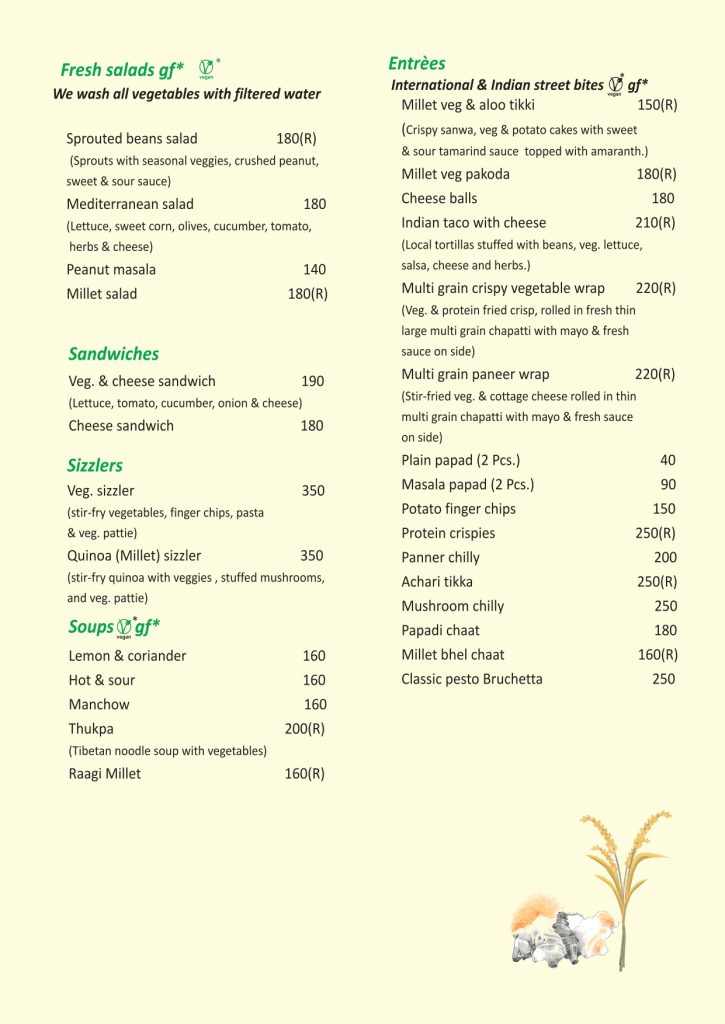 Fresh salads gf* vegan *
We wash all vegetables with filtered water
Sprouted beans salad 180(R)
(Sprouts with seasonal veggies, crushed peanut,
sweet & sour sauce)
Mediterranean salad 180
(Lettuce, sweet corn, olives, cucumber, tomato,
herbs & cheese)
Peanut masala 140
Millet salad 180(R)
Sandwiches
Veg. & cheese sandwich 190
(Lettuce, tomato, cucumber, onion & cheese)
Cheese sandwich 180
Sizzlers
Veg. sizzler 350
(stir-fry vegetables, finger chips, pasta
& veg. pattie)
Quinoa (Millet) sizzler 350
(stir-fry quinoa with veggies , stuffed mushrooms,
and veg. pattie)
Soups vegan * gf*
Lemon & coriander 160
Hot & sour 160
Manchow 160
Thukpa 200(R)
(Tibetan noodle soup with vegetables)
Raagi Millet 160(R)
Entrèes
International & Indian street bites vegan * gf*
Millet veg & aloo tikki 150(R)
(Crispy sanwa, veg & potato cakes with sweet
& sour tamarind sauce topped with amaranth.)
Millet veg pakoda 180(R)
Cheese balls 180
Indian taco with cheese 210(R)
(Local tortillas stuffed with beans, veg. lettuce,
salsa, cheese and herbs.)
Multi grain crispy vegetable wrap 220(R)
(Veg. & protein fried crisp, rolled in fresh thin
large multi grain chapatti with mayo & fresh
sauce on side)
Multi grain paneer wrap 220(R)
(Stir-fried veg. & cottage cheese rolled in thin
multi grain chapatti with mayo & fresh sauce
on side)
Plain papad (2 Pcs.) 40
Masala papad (2 Pcs.) 90
Potato finger chips 150
Protein crispies 250(R)
Panner chilly 200
Achari tikka 250(R)
Mushroom chilly 250
Papadi chaat 180
Millet bhel chaat 160(R)
Classic pesto Bruchetta 250